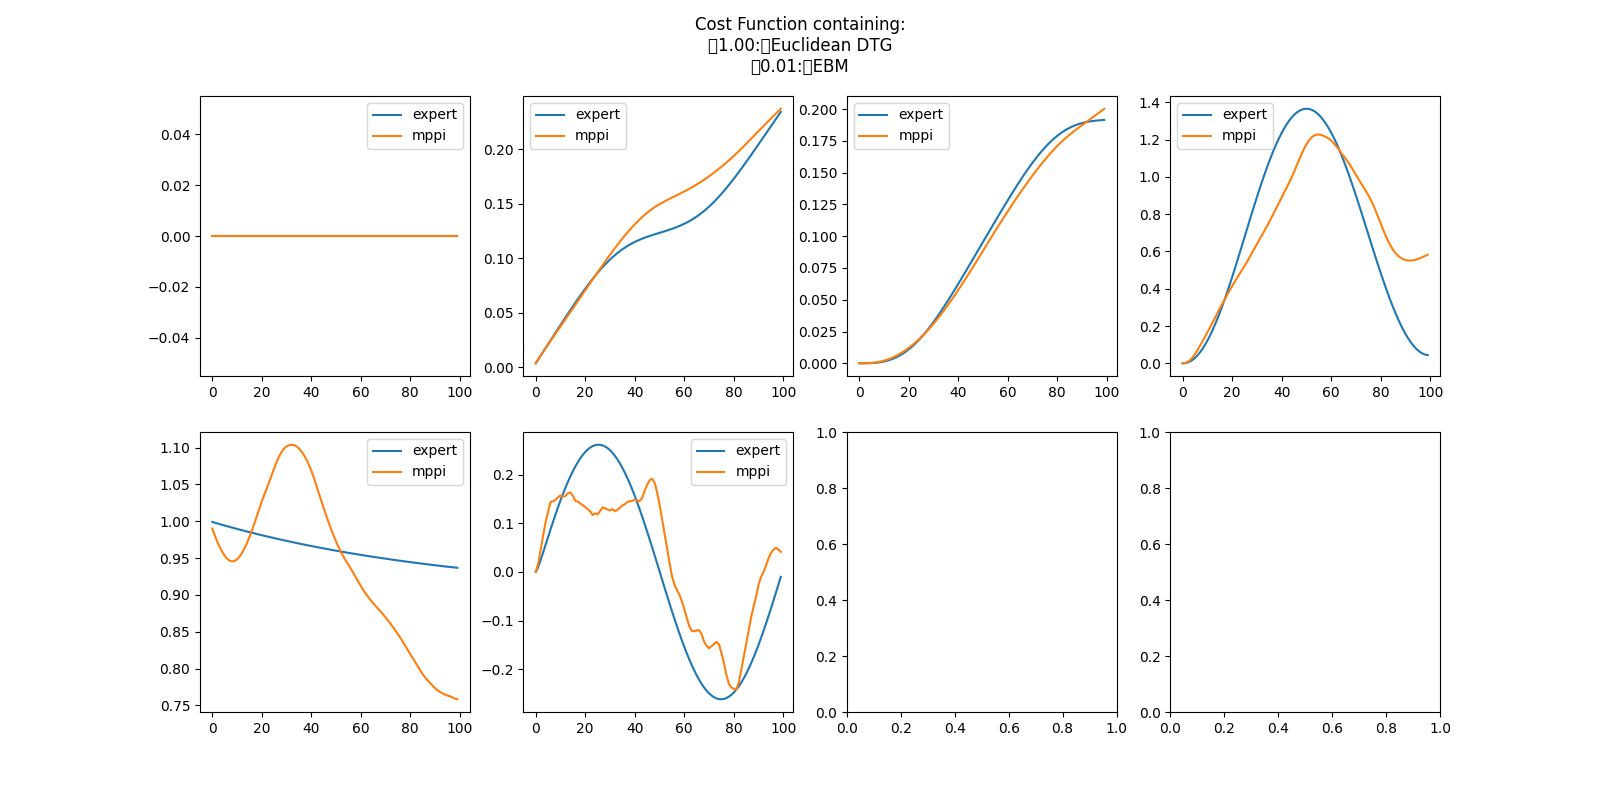 Cost Function containing:
1.00: Euclidean DTG
0.01: EBM
expert
mppi
0.04
0.02
0.00
−0.02
−0.04
0 20 40 60 80 100
expert
mppi
0.20
0.15
0.10
0.05
0.00
0 20 40 60 80 100
expert
mppi
0.200
0.175
0.150
0.125
0.100
0.075
0.050
0.025
0.000
0 20 40 60 80 100
expert
mppi
1.4
1.2
1.0
0.8
0.6
0.4
0.2
0.0
0 20 40 60 80 100
expert
mppi
1.10
1.05
1.00
0.95
0.90
0.85
0.80
0.75
0 20 40 60 80 100
expert
mppi
0.2
0.1
0.0
−0.1
−0.2
0 20 40 60 80 100
1.0
0.8
0.6
0.4
0.2
0.0
0.0 0.2 0.4 0.6 0.8 1.0
1.0
0.8
0.6
0.4
0.2
0.0
0.0 0.2 0.4 0.6 0.8 1.0